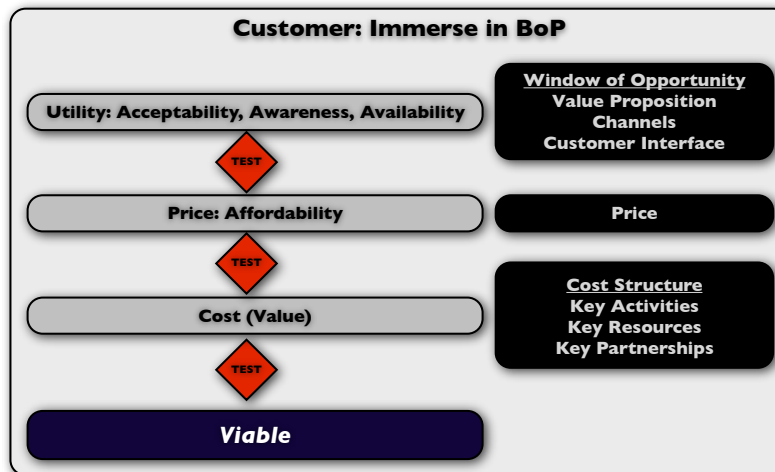 Customer: Immerse in BoP
Utility: Acceptability, Awareness, Availability
Window of Opportunity
Value Proposition
Channels
Customer Interface
TEST
Price: Affordability
Price
TEST
Cost (Value)
Cost Structure
Key Activities
Key Resources
Key Partnerships
TEST
Viable